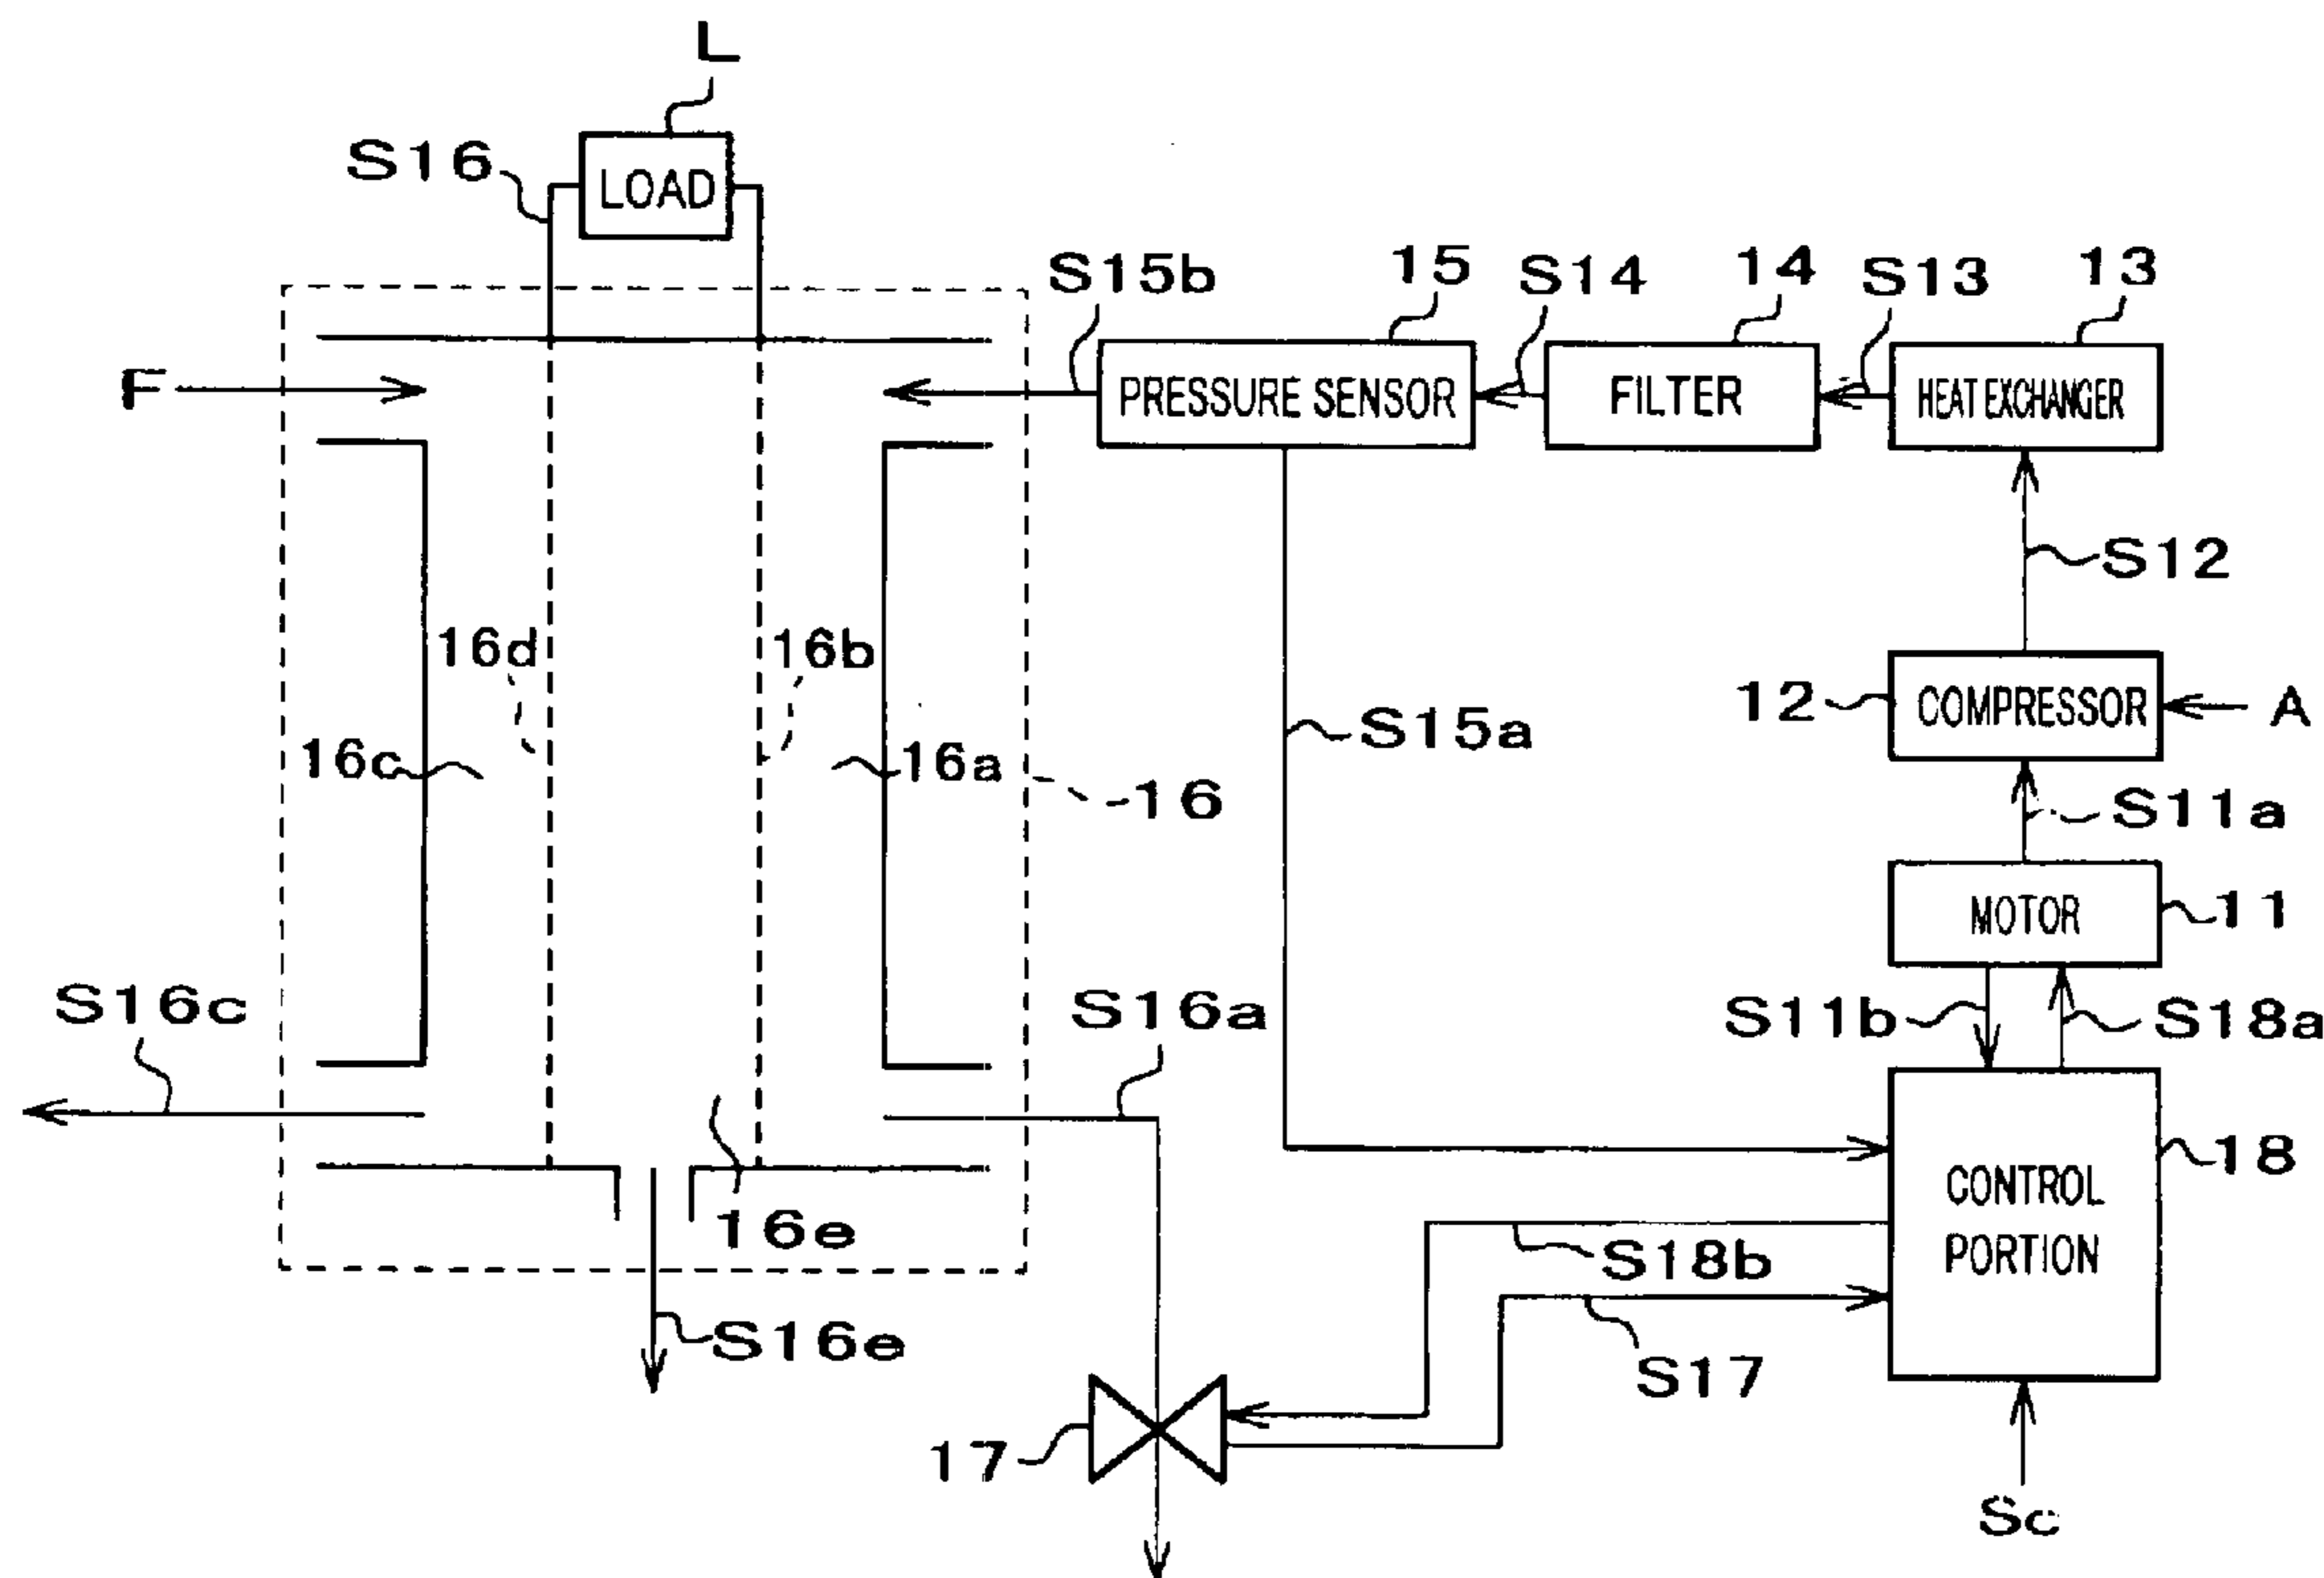 L
S16
LOAD
S15b
15
S14
14
S13
13
F
PRESSURE SENSOR
FILTER
HEAT EXCHANGER
S12
16d
16b
12
COMPRESSOR
A
S15a
16c
16a
16
S11a
MOTOR
11
S16c
S16a
S11b
S18a
18
CONTROL
PORTION
16e
S18b
S16e
S17
17
Sc